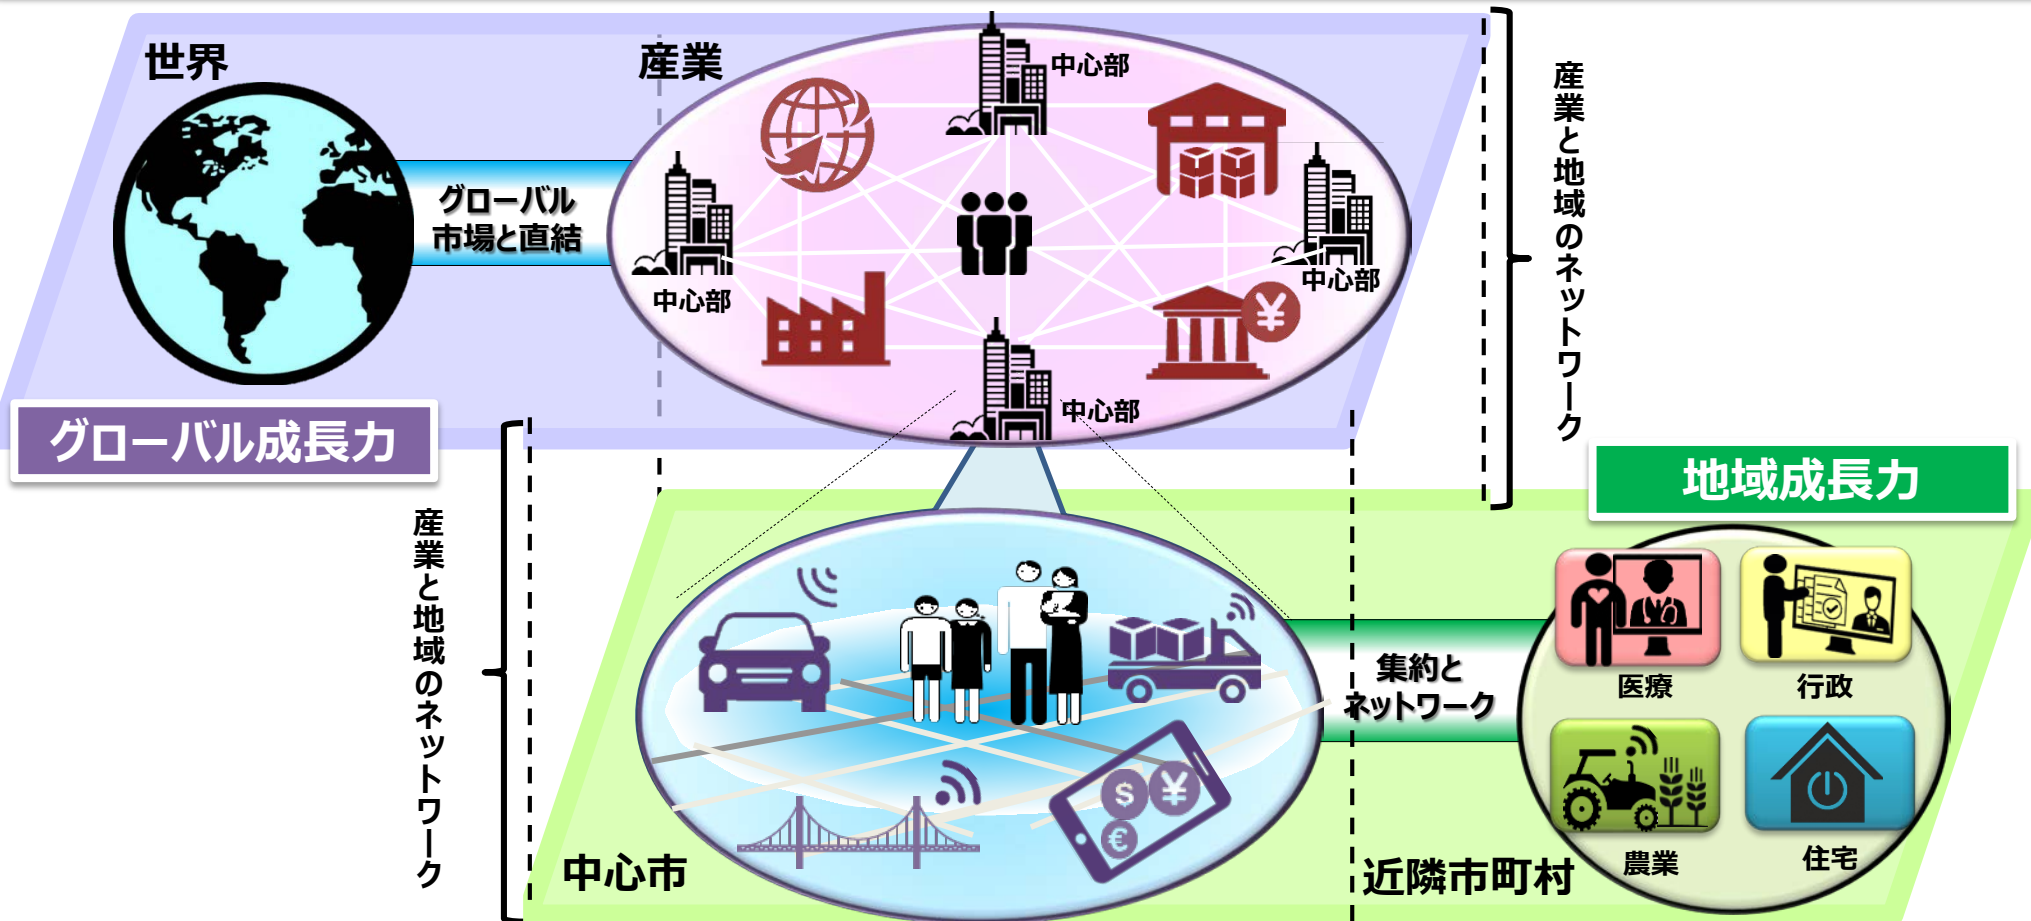 世界
産業
中心部
グローバル
市場と直結
中心部
中心部
中心部
産業と地域のネットワーク
グローバル成長力
地域成長力
産業と地域のネットワーク
集約と
ネットワーク
医療
行政
農業
住宅
中心市
近隣市町村
¥
$
¥
€